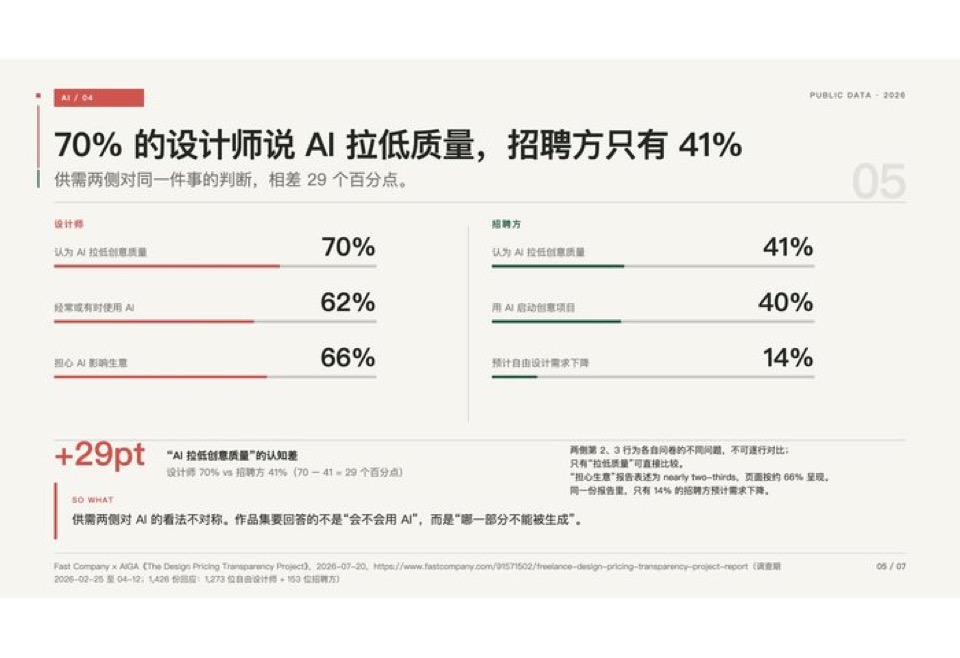 AI / 04
PUBLIC DATA · 2026
70% 的设计师说 AI 拉低质量，招聘方只有 41%
供需两侧对同一件事的判断，相差 29 个百分点。
05
设计师
认为 AI 拉低创意质量 70%
经常或有时使用 AI 62%
担心 AI 影响生意 66%
招聘方
认为 AI 拉低创意质量 41%
用 AI 启动创意项目 40%
预计自由设计需求下降 14%
+29pt
“AI 拉低创意质量”的认知差
设计师 70% vs 招聘方 41%（70 − 41 = 29 个百分点）
两侧第 2、3 行为各自问卷的不同问题，不可逐行对比；
只有“拉低质量”可直接比较。
“担心生意”报告表述为 nearly two-thirds，页面按约 66% 呈现。
同一份报告里，只有 14% 的招聘方预计需求下降。
SO WHAT
供需两侧对 AI 的看法不对称。作品集要回答的不是“会不会用 AI”，而是“哪一部分不能被生成”。
Fast Company x AIGA《The Design Pricing Transparency Project》，2026-07-20，https://www.fastcompany.com/91571502/freelance-design-pricing-transparency-project-report（调查期
2026-02-25 至 04-12；1,426 份回应：1,273 位自由设计师 + 153 位招聘方）
05 / 07